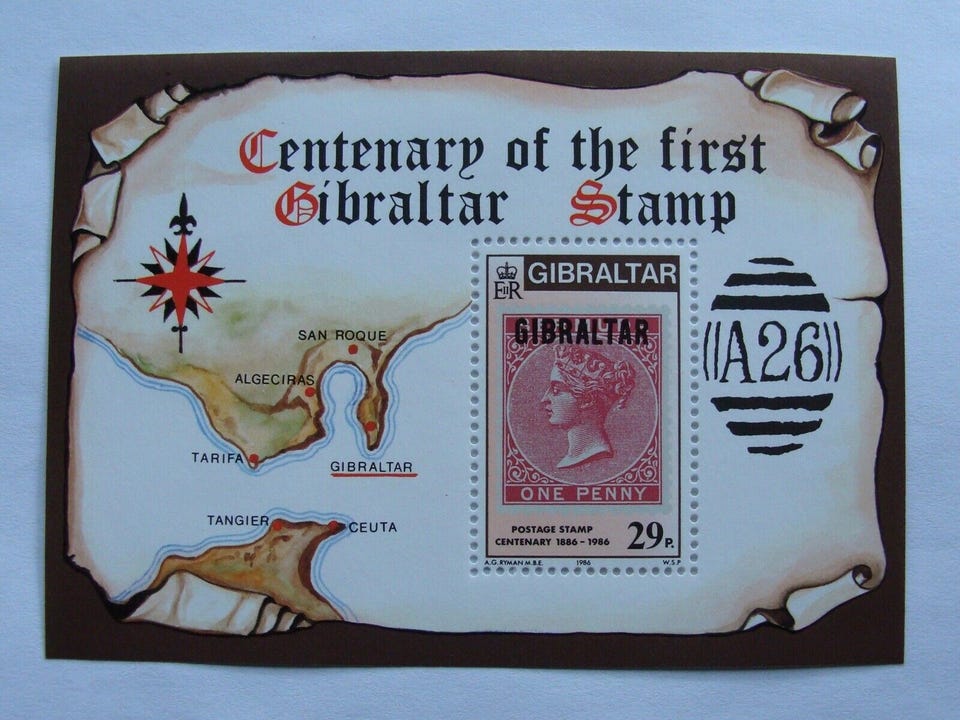 Centenary of the first
Gibraltar Stamp
EIIR
GIBRALTAR
GIBRALTAR
ONE PENNY
POSTAGE STAMP
CENTENARY 1886-1986
29P.
A.G.RYMAN M.B.E. 1986 W.S.P
A26
SAN ROQUE
ALGECIRAS
TARIFA
GIBRALTAR
TANGIER
CEUTA